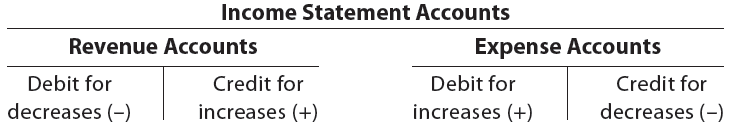 Income Statement Accounts
Revenue Accounts
Expense Accounts
Debit for
decreases (–)
Credit for
increases (+)
Debit for
increases (+)
Credit for
decreases (–)